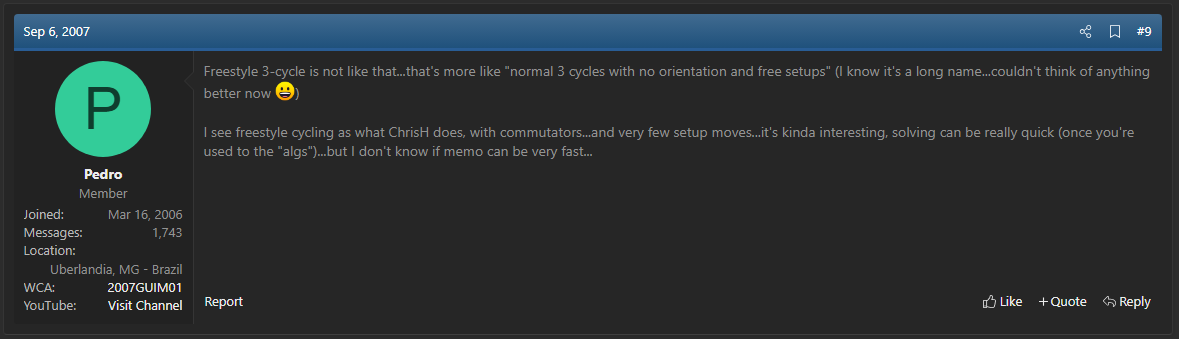 Sep 6, 2007
#9
P
Pedro
Member
Joined: Mar 16, 2006
Messages: 1,743
Location:
Uberlandia, MG - Brazil
WCA: 2007GUIM01
YouTube: Visit Channel
Freestyle 3-cycle is not like that...that's more like "normal 3 cycles with no orientation and free setups" (I know it's a long name...couldn't think of anything
better now 😀)
I see freestyle cycling as what ChrisH does, with commutators...and very few setup moves...it's kinda interesting, solving can be really quick (once you're
used to the "algs")...but I don't know if memo can be very fast...
Report
Like
+Quote
Reply